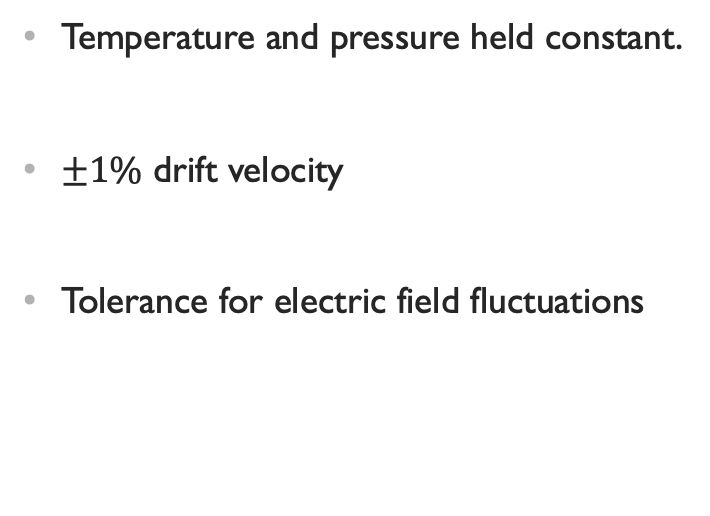 • Temperature and pressure held constant.
• ±1% drift velocity
• Tolerance for electric field fluctuations